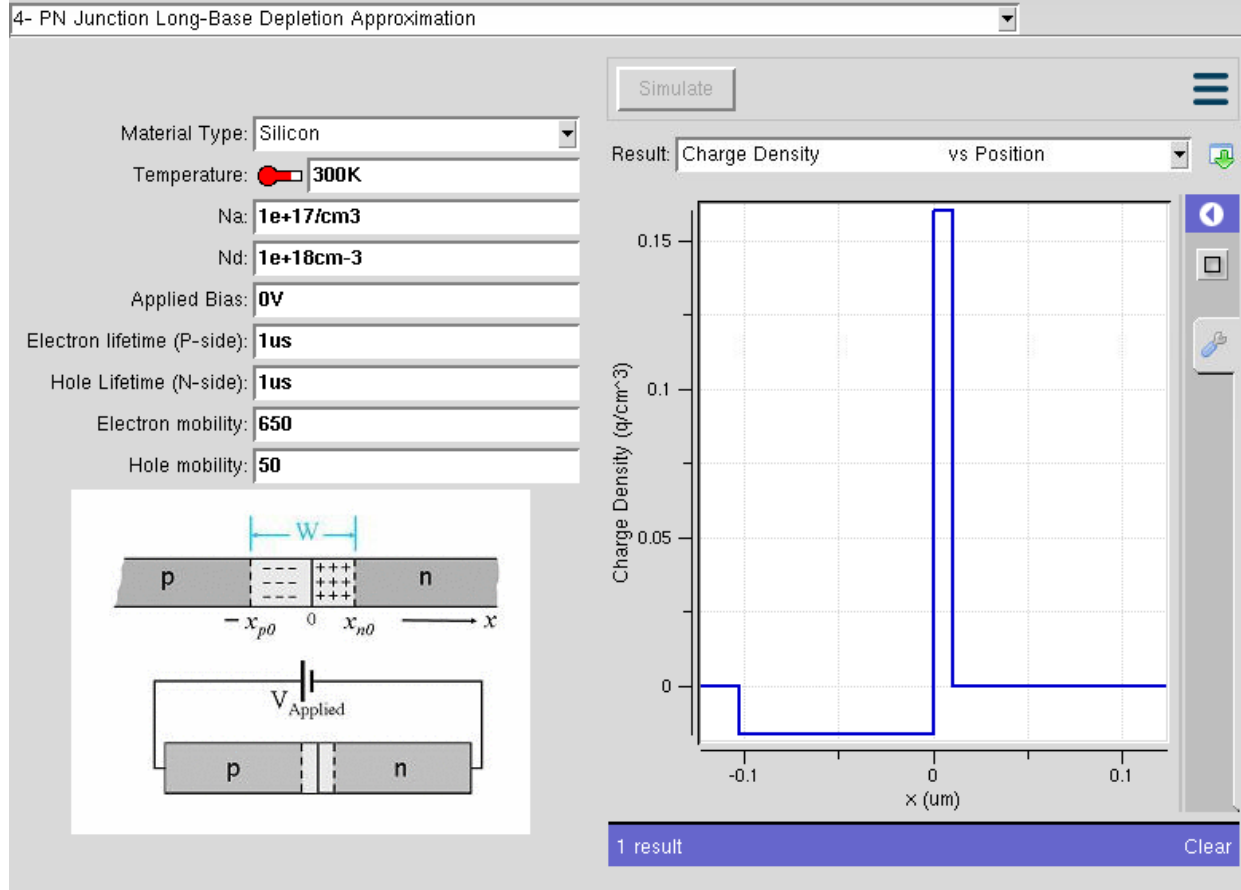 4- PN Junction Long-Base Depletion Approximation
Simulate
Material Type: Silicon
Temperature: 300K
Na: 1e+17/cm3
Nd: 1e+18cm-3
Applied Bias: 0V
Electron lifetime (P-side): 1us
Hole Lifetime (N-side): 1us
Electron mobility: 650
Hole mobility: 50
W
p
- - - -
- - - -
- - - -
+++
+++
+++
n
− x_p0 0 x_n0 x
V Applied
p n
Result: Charge Density vs Position
Charge Density (q/cm^3)
0.15
0.1
0.05
0
-0.1 0 0.1
x (um)
1 result Clear